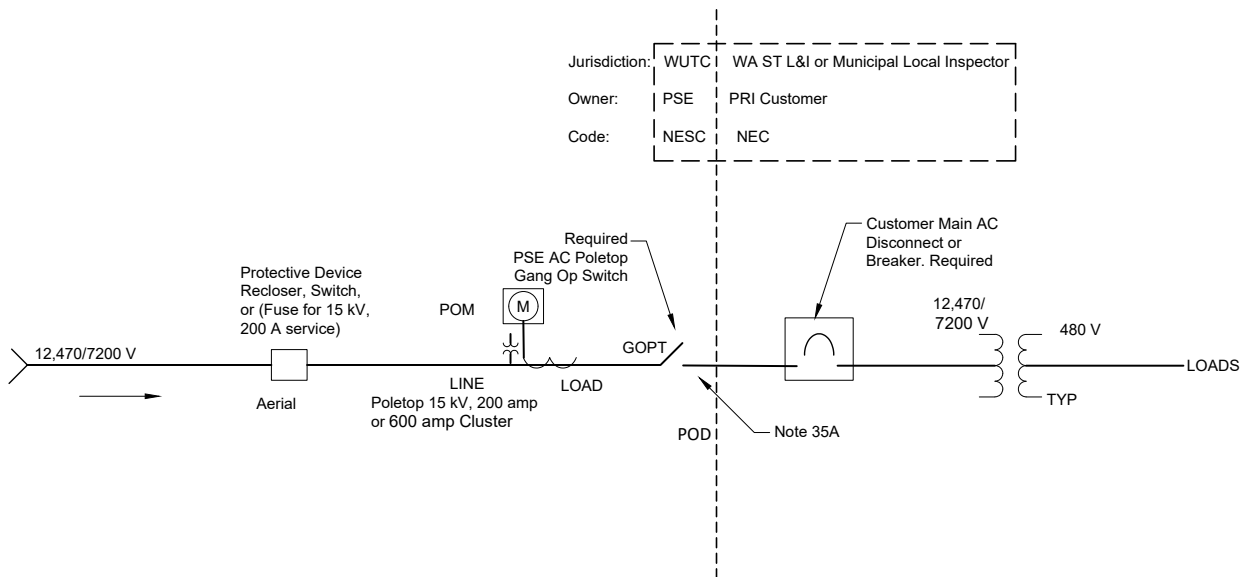 Jurisdiction: WUTC WA ST L&I or Municipal Local Inspector
Owner: PSE PRI Customer
Code: NESC NEC
Customer Main AC
Disconnect or
Breaker. Required
Required
PSE AC Poletop
Gang Op Switch
Protective Device
Recloser, Switch,
or (Fuse for 15 kV,
200 A service)
POM
M
12,470/
7200 V
480 V
12,470/7200 V
GOPT
LOADS
LINE
LOAD
Poletop 15 kV, 200 amp
or 600 amp Cluster
Aerial
TYP
POD
Note 35A